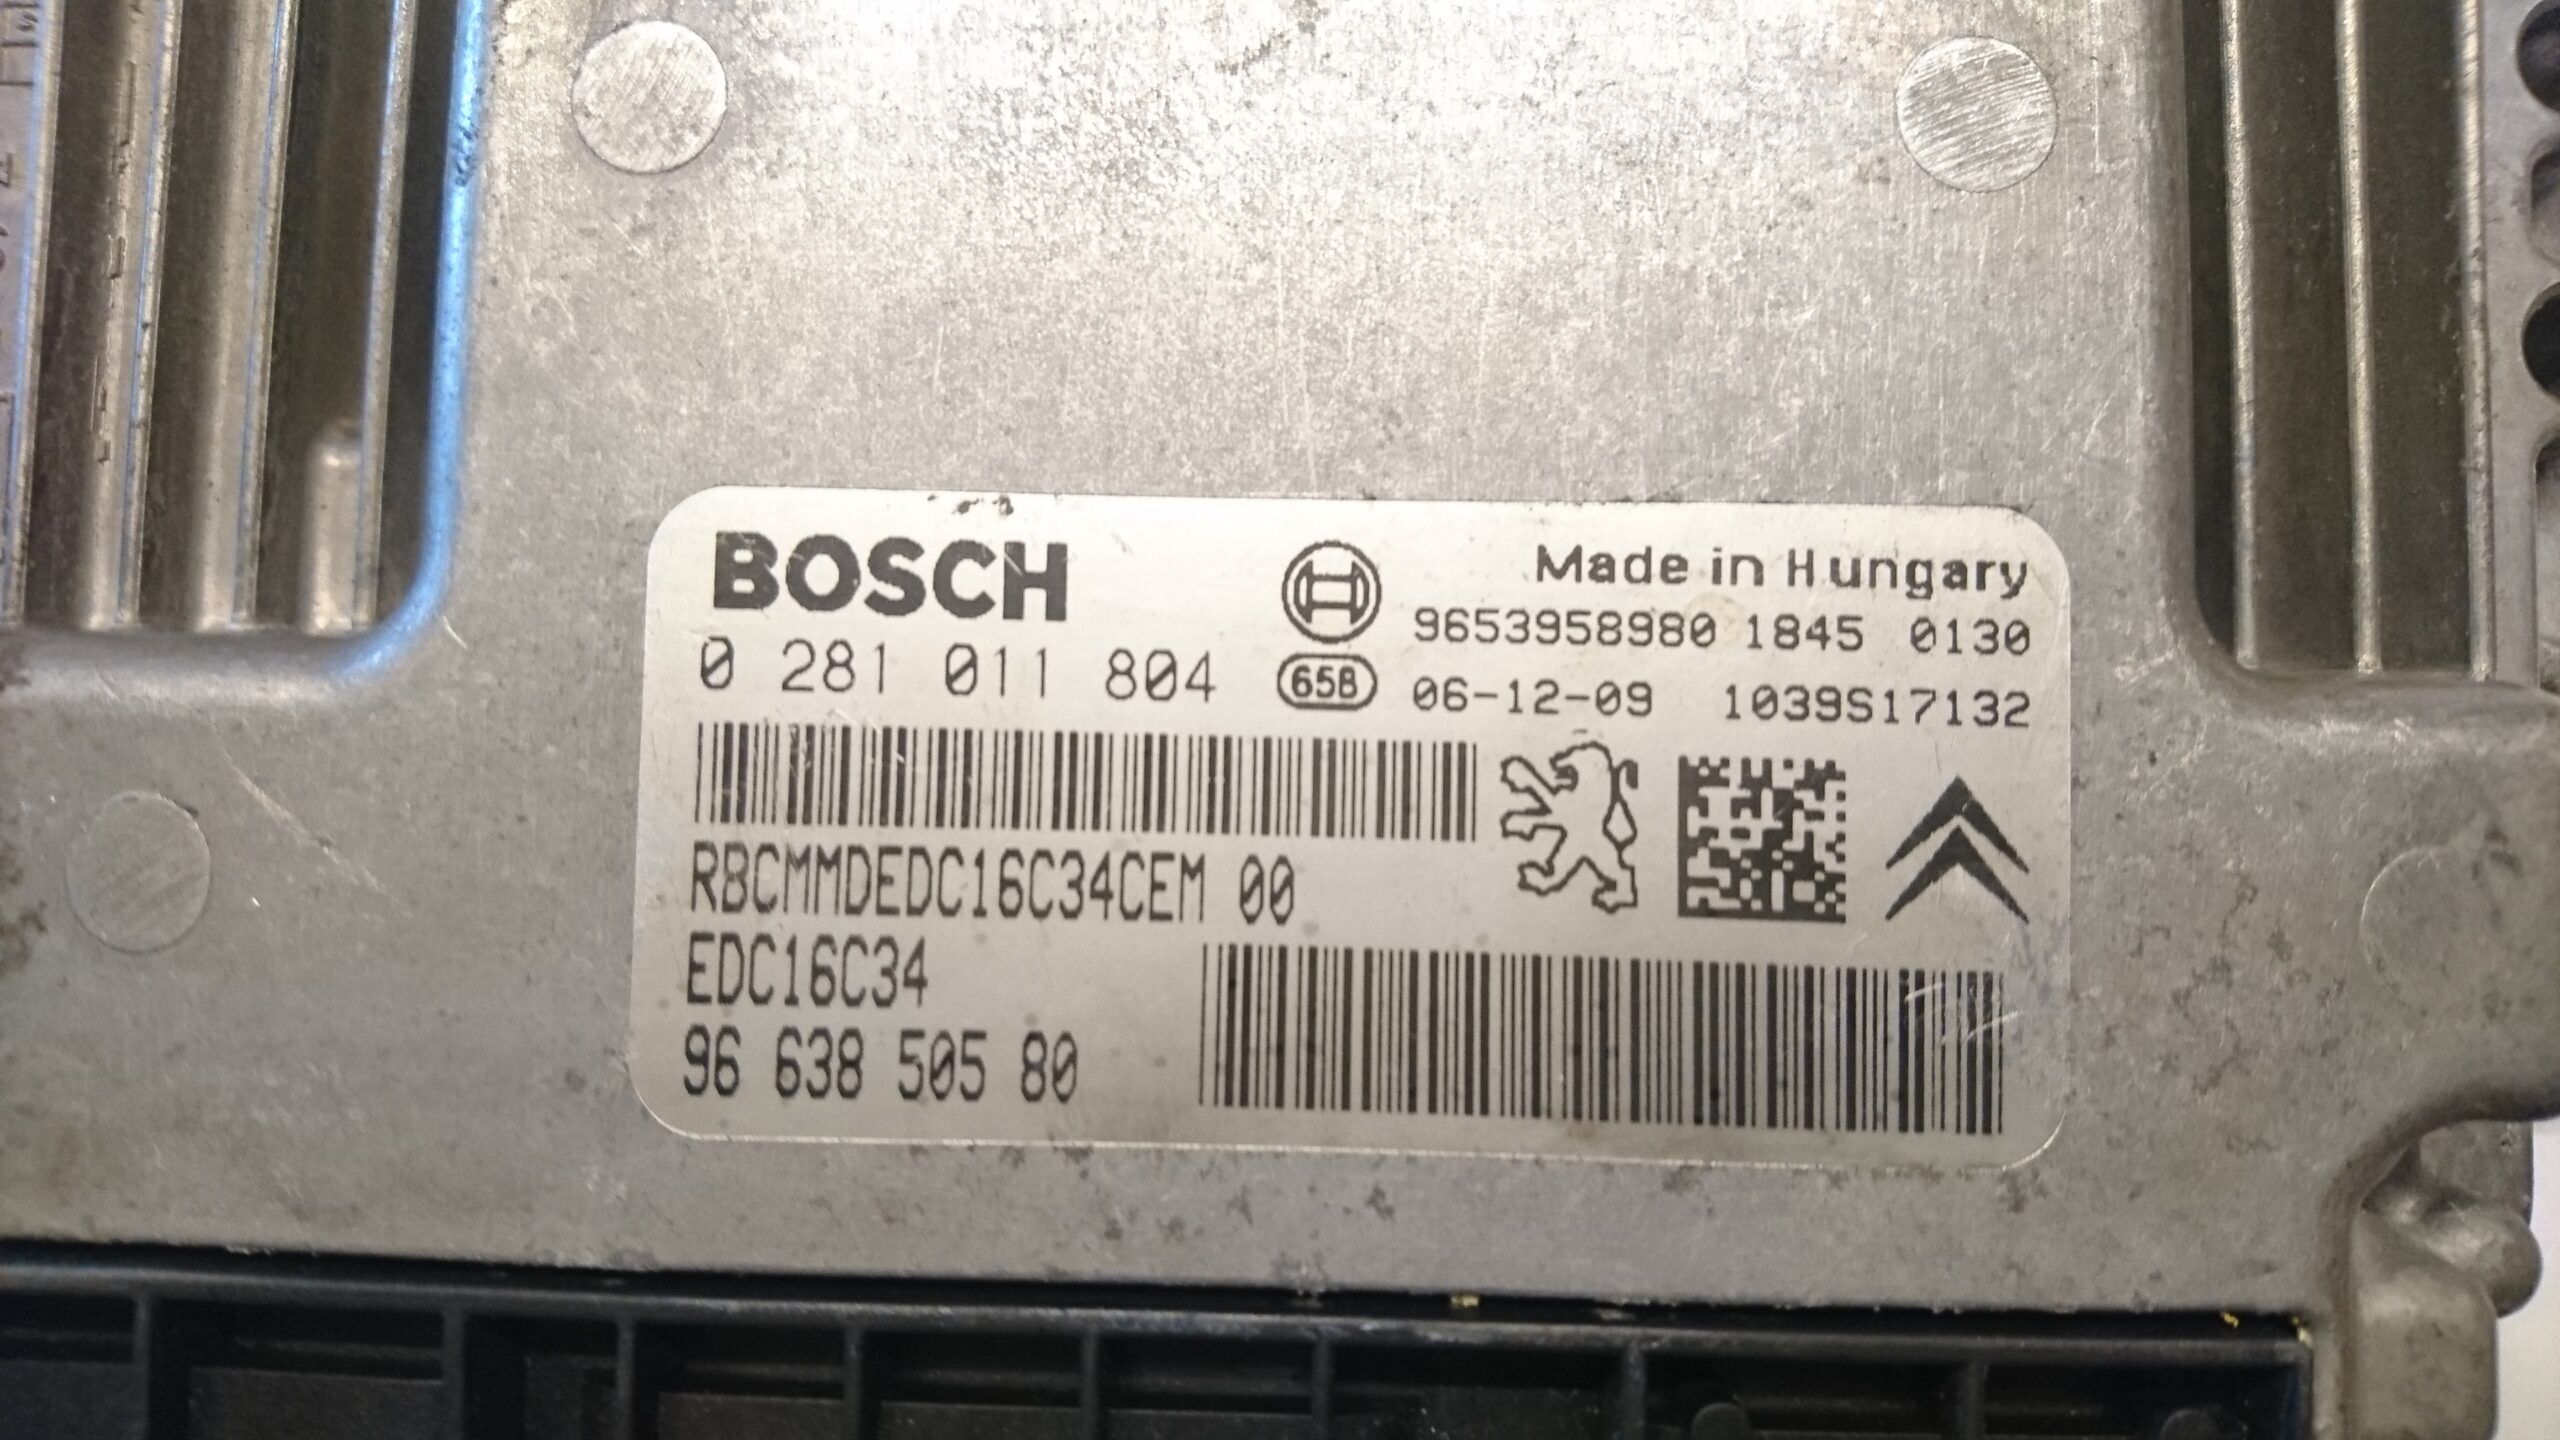 BOSCH
Made in Hungary
9653958980 1845 0130
0 281 011 804
658
06-12-09 1039S17132
RBCMMDEDC16C34CEM 00
EDC16C34
96 638 505 80